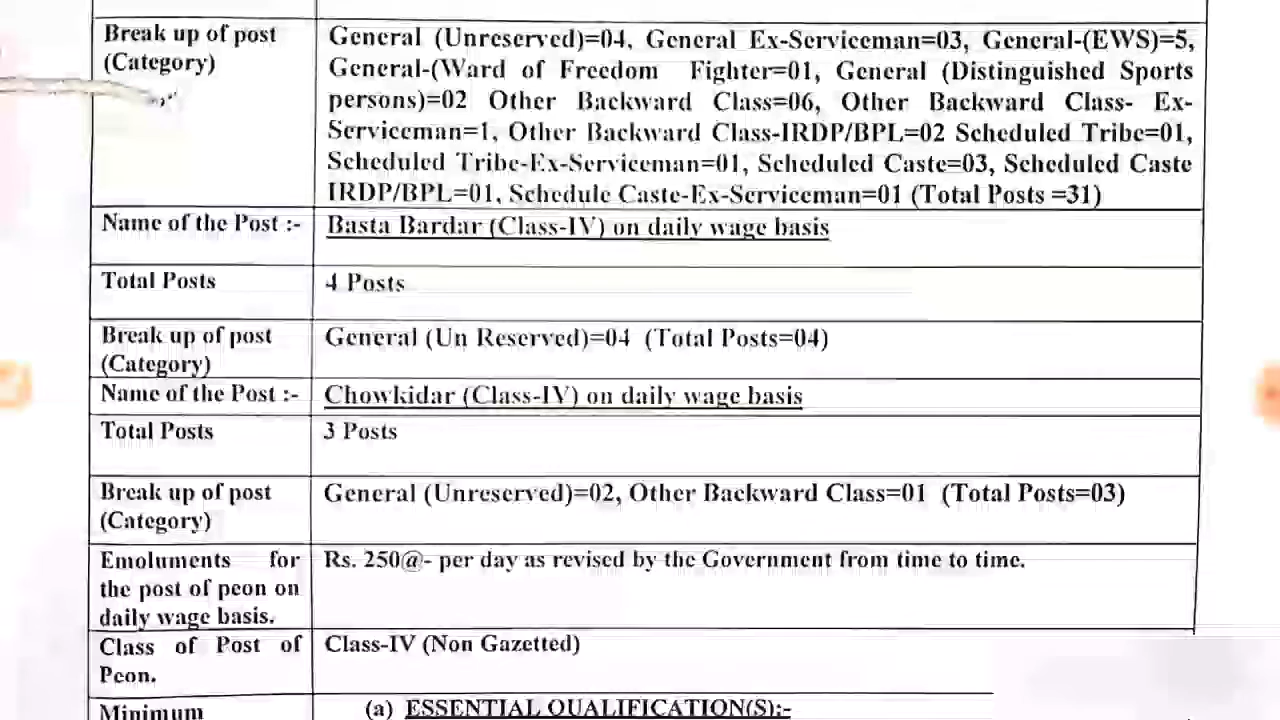 Break up of post
(Category)
General (Unreserved)=04, General Ex-Serviceman=03, General-(EWS)=5,
General-(Ward of Freedom Fighter=01, General (Distinguished Sports
persons)=02 Other Backward Class=06, Other Backward Class- Ex-
Serviceman=1, Other Backward Class-IRDP/BPL=02 Scheduled Tribe=01,
Scheduled Tribe-Ex-Serviceman=01, Scheduled Caste=03, Scheduled Caste
IRDP/BPL=01, Schedule Caste-Ex-Serviceman=01 (Total Posts =31)
Name of the Post :-
Basta Bardar (Class-IV) on daily wage basis
Total Posts
4 Posts
Break up of post
(Category)
General (Un Reserved)=04 (Total Posts=04)
Name of the Post :-
Chowkidar (Class-IV) on daily wage basis
Total Posts
3 Posts
Break up of post
(Category)
General (Unreserved)=02, Other Backward Class=01 (Total Posts=03)
Emoluments for
the post of peon on
daily wage basis.
Rs. 250@- per day as revised by the Government from time to time.
Class of Post of
Peon.
Class-IV (Non Gazetted)
Minimum
(a) ESSENTIAL QUALIFICATION(S):-